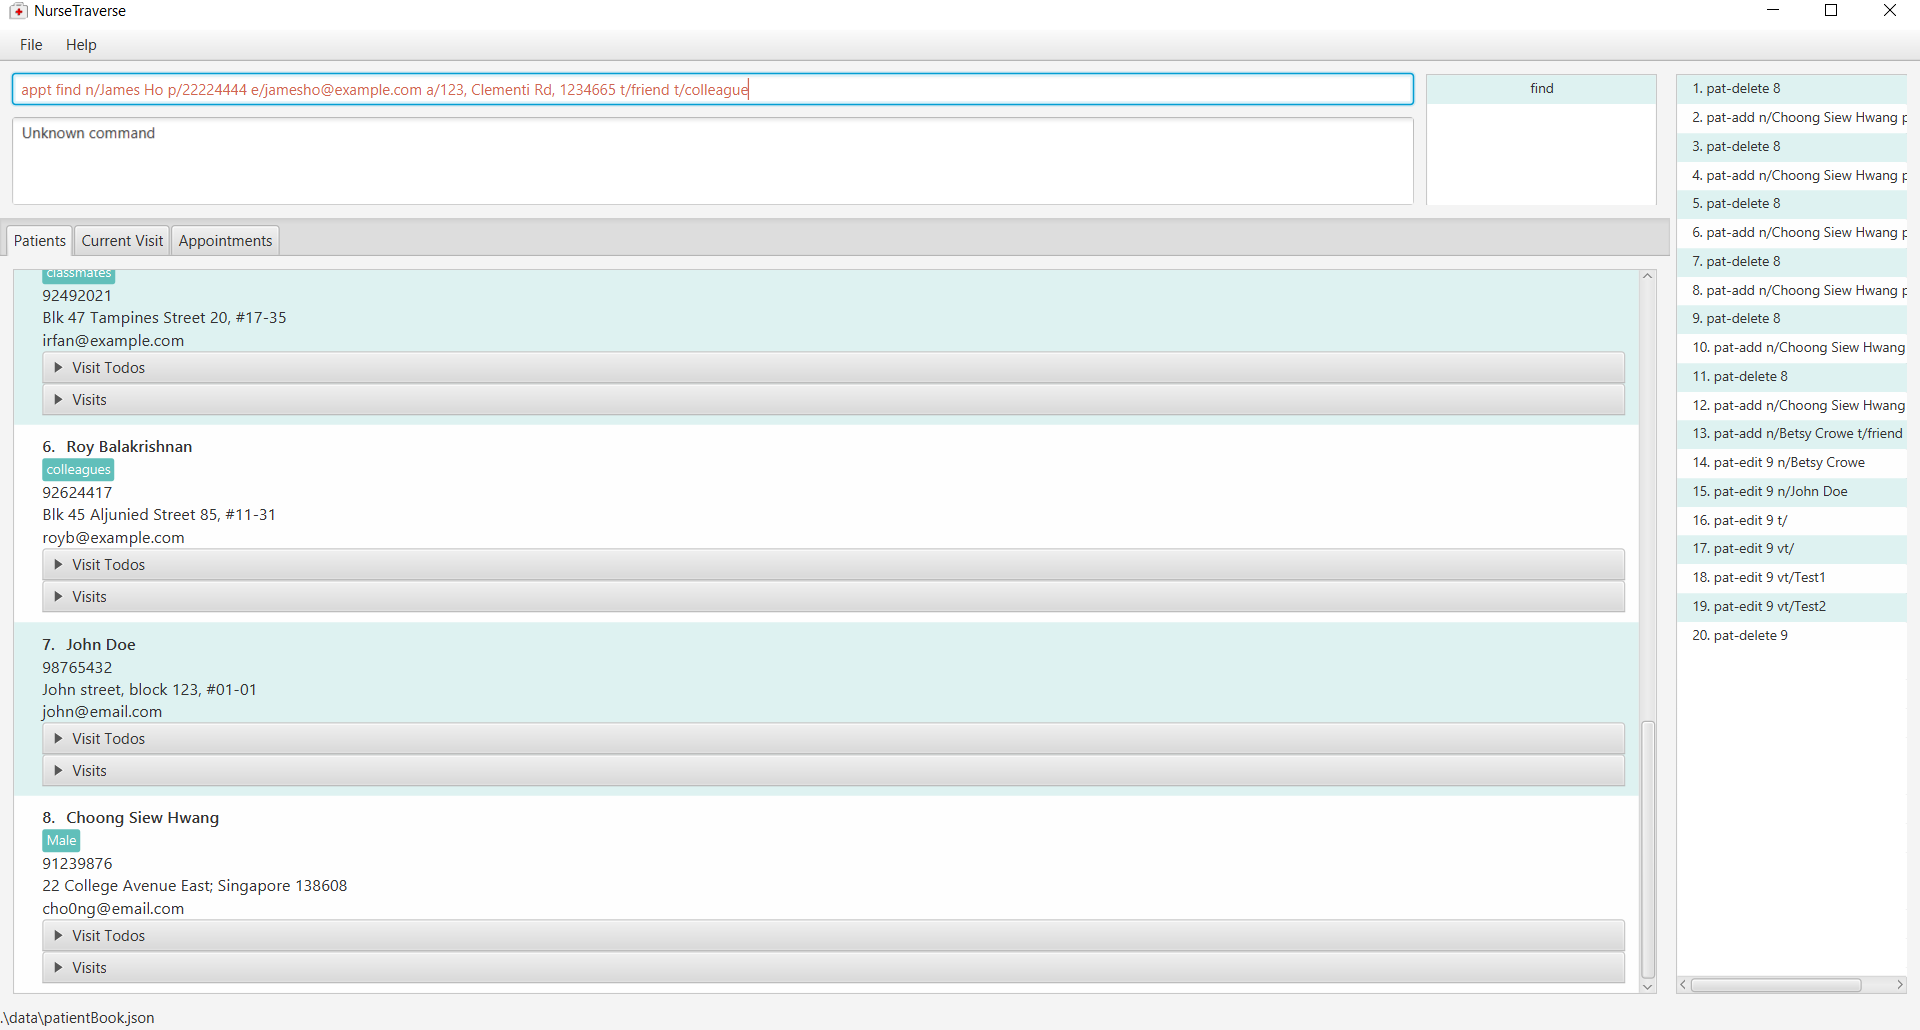 NurseTraverse
File Help
appt find n/James Ho p/22224444 e/jamesho@example.com a/123, Clementi Rd, 1234665 t/friend t/colleague
Unknown command
find
Patients Current Visit Appointments
classmates
92492021
Blk 47 Tampines Street 20, #17-35
irfan@example.com
Visit Todos
Visits
6. Roy Balakrishnan
colleagues
92624417
Blk 45 Aljunied Street 85, #11-31
royb@example.com
Visit Todos
Visits
7. John Doe
98765432
John street, block 123, #01-01
john@email.com
Visit Todos
Visits
8. Choong Siew Hwang
Male
91239876
22 College Avenue East; Singapore 138608
cho0ng@email.com
Visit Todos
Visits
1. pat-delete 8
2. pat-add n/Choong Siew Hwang p
3. pat-delete 8
4. pat-add n/Choong Siew Hwang p
5. pat-delete 8
6. pat-add n/Choong Siew Hwang p
7. pat-delete 8
8. pat-add n/Choong Siew Hwang p
9. pat-delete 8
10. pat-add n/Choong Siew Hwang
11. pat-delete 8
12. pat-add n/Choong Siew Hwang
13. pat-add n/Betsy Crowe t/friend
14. pat-edit 9 n/Betsy Crowe
15. pat-edit 9 n/John Doe
16. pat-edit 9 t/
17. pat-edit 9 vt/
18. pat-edit 9 vt/Test1
19. pat-edit 9 vt/Test2
20. pat-delete 9
.\data\patientBook.json